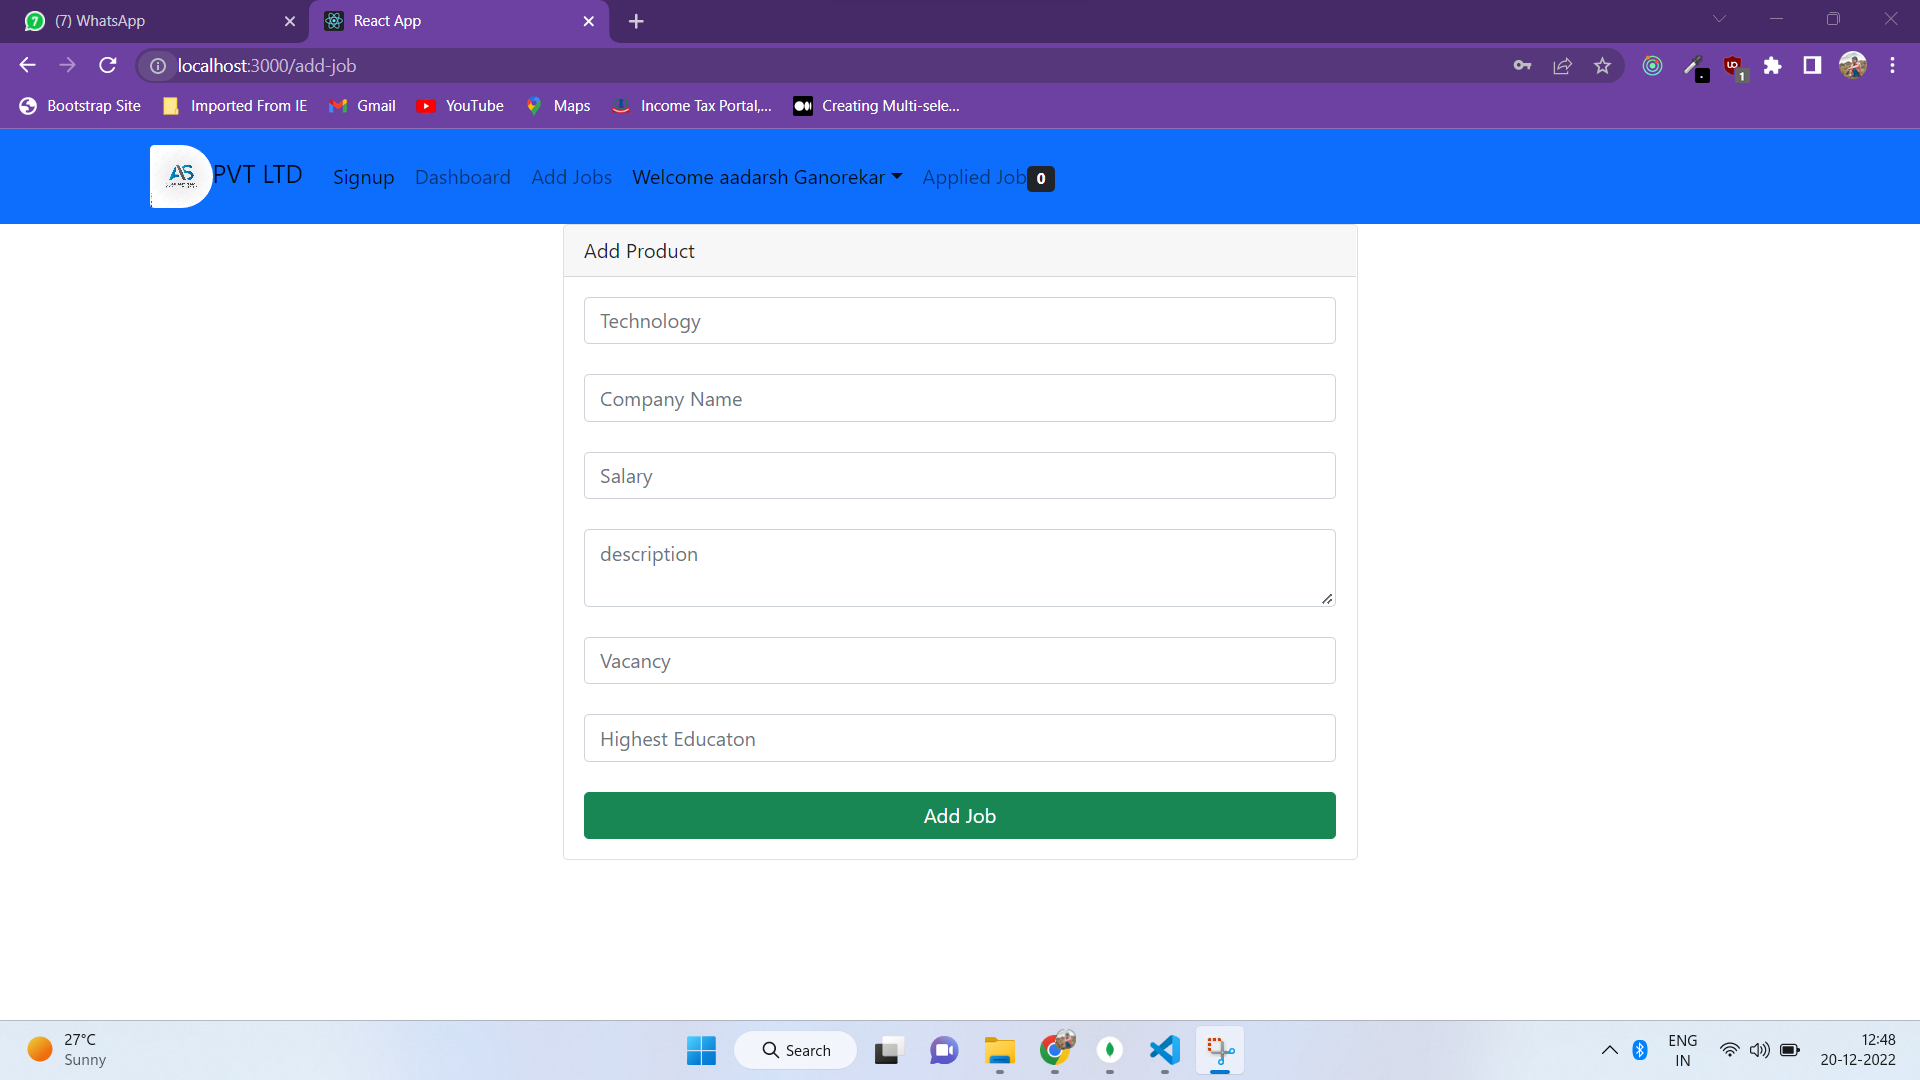 (7) WhatsApp
React App
localhost:3000/add-job
1
Bootstrap Site
Imported From IE
Gmail
YouTube
Maps
Income Tax Portal,...
Creating Multi-sele...
AS
PVT LTD
Signup
Dashboard
Add Jobs
Welcome aadarsh Ganorekar
Applied Job 0
Add Product
Technology
Company Name
Salary
description
Vacancy
Highest Educaton
Add Job
27°C
Sunny
Search
ENG
IN
12:48
20-12-2022